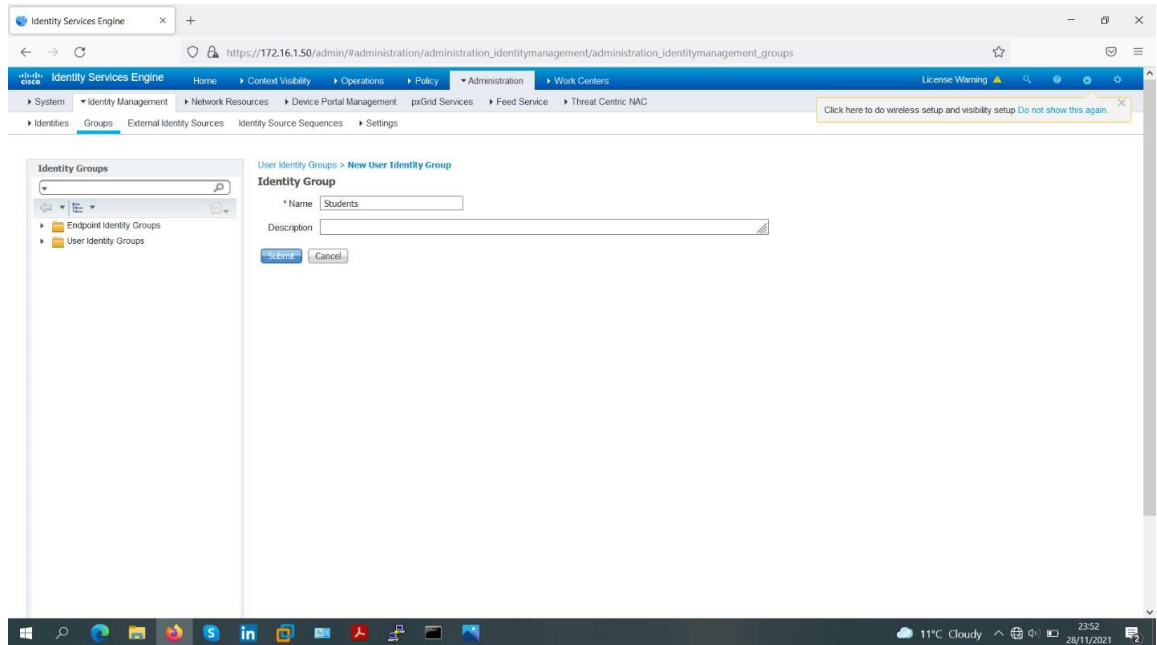 Identity Services Engine
https://172.16.1.50/admin/#administration/administration_identitymanagement/administration_identitymanagement_groups
cisco Identity Services Engine Home Context Visibility Operations Policy Administration Work Centers License Warning
System Identity Management Network Resources Device Portal Management pxGrid Services Feed Service Threat Centric NAC
Click here to do wireless setup and visibility setup Do not show this again.
Identities Groups External Identity Sources Identity Source Sequences Settings
Identity Groups
Endpoint Identity Groups
User Identity Groups
User Identity Groups > New User Identity Group
Identity Group
* Name Students
Description
Submit Cancel
11°C Cloudy 23:52
28/11/2021